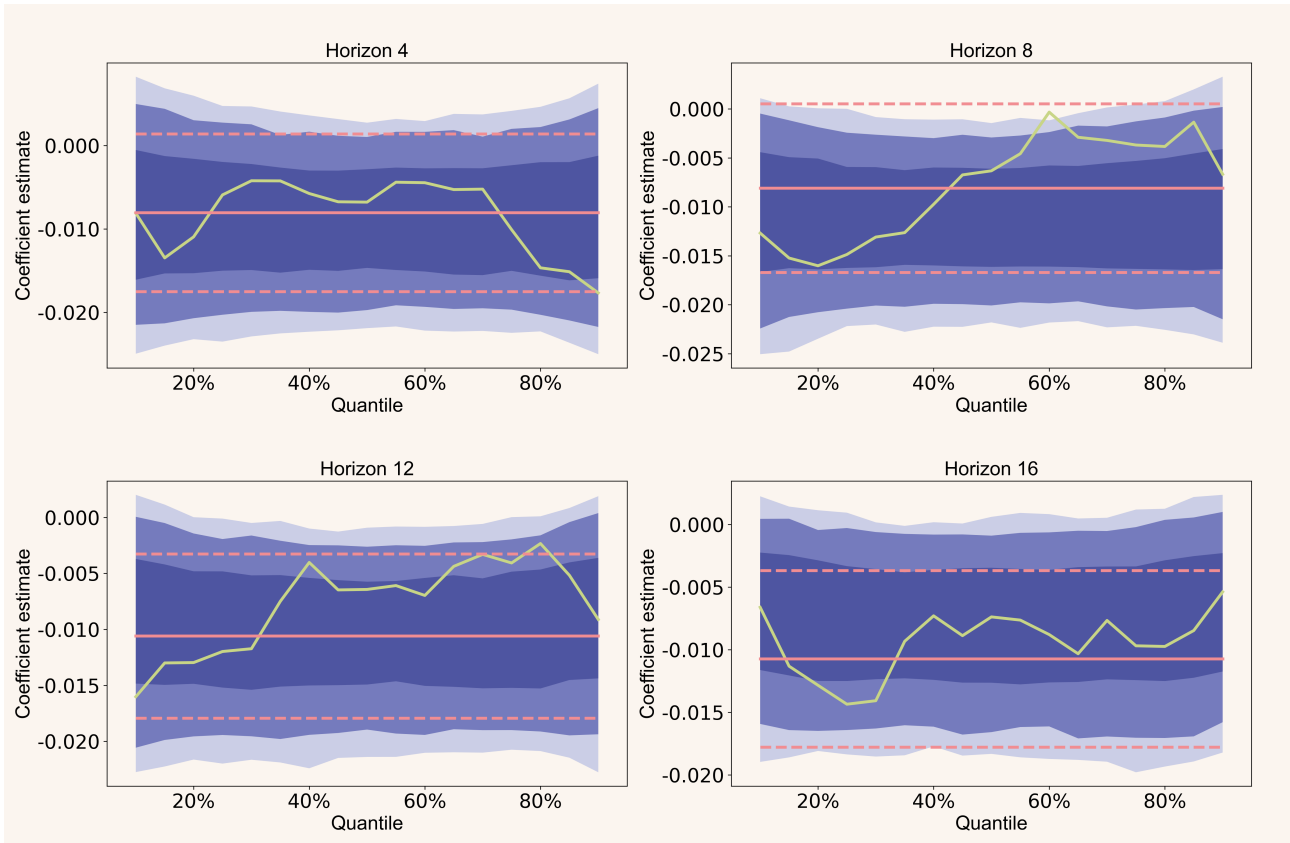 Horizon 4
Coefficient estimate
0.000
-0.010
-0.020
20% 40% 60% 80%
Quantile
Horizon 8
Coefficient estimate
0.000
-0.005
-0.010
-0.015
-0.020
-0.025
20% 40% 60% 80%
Quantile
Horizon 12
Coefficient estimate
0.000
-0.005
-0.010
-0.015
-0.020
20% 40% 60% 80%
Quantile
Horizon 16
Coefficient estimate
0.000
-0.005
-0.010
-0.015
-0.020
20% 40% 60% 80%
Quantile